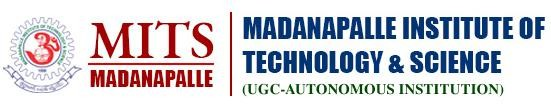 MITS
MADANAPALLE
MADANAPALLE INSTITUTE OF
TECHNOLOGY & SCIENCE
(UGC-AUTONOMOUS INSTITUTION)